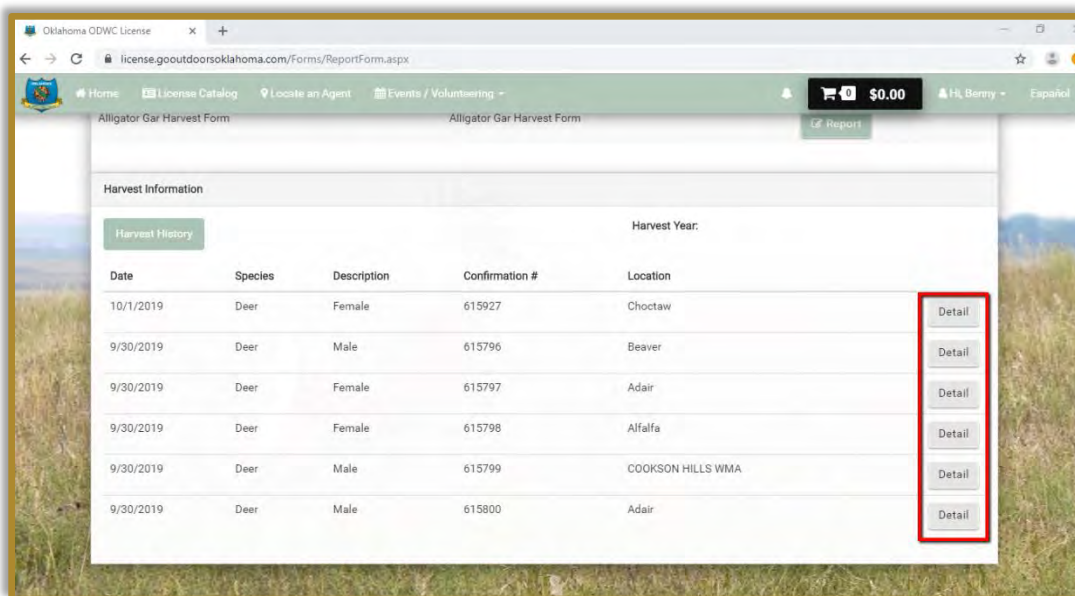 Oklahoma ODWC License
license.gooutdoorsoklahoma.com/Forms/ReportForm.aspx
Home License Catalog Locate an Agent Events / Volunteering 0 $0.00 Hi, Benny Español
Alligator Gar Harvest Form Alligator Gar Harvest Form Report
Harvest Information
Harvest History Harvest Year:
Date Species Description Confirmation # Location
10/1/2019 Deer Female 615927 Choctaw Detail
9/30/2019 Deer Male 615796 Beaver Detail
9/30/2019 Deer Female 615797 Adair Detail
9/30/2019 Deer Female 615798 Alfalfa Detail
9/30/2019 Deer Male 615799 COOKSON HILLS WMA Detail
9/30/2019 Deer Male 615800 Adair Detail